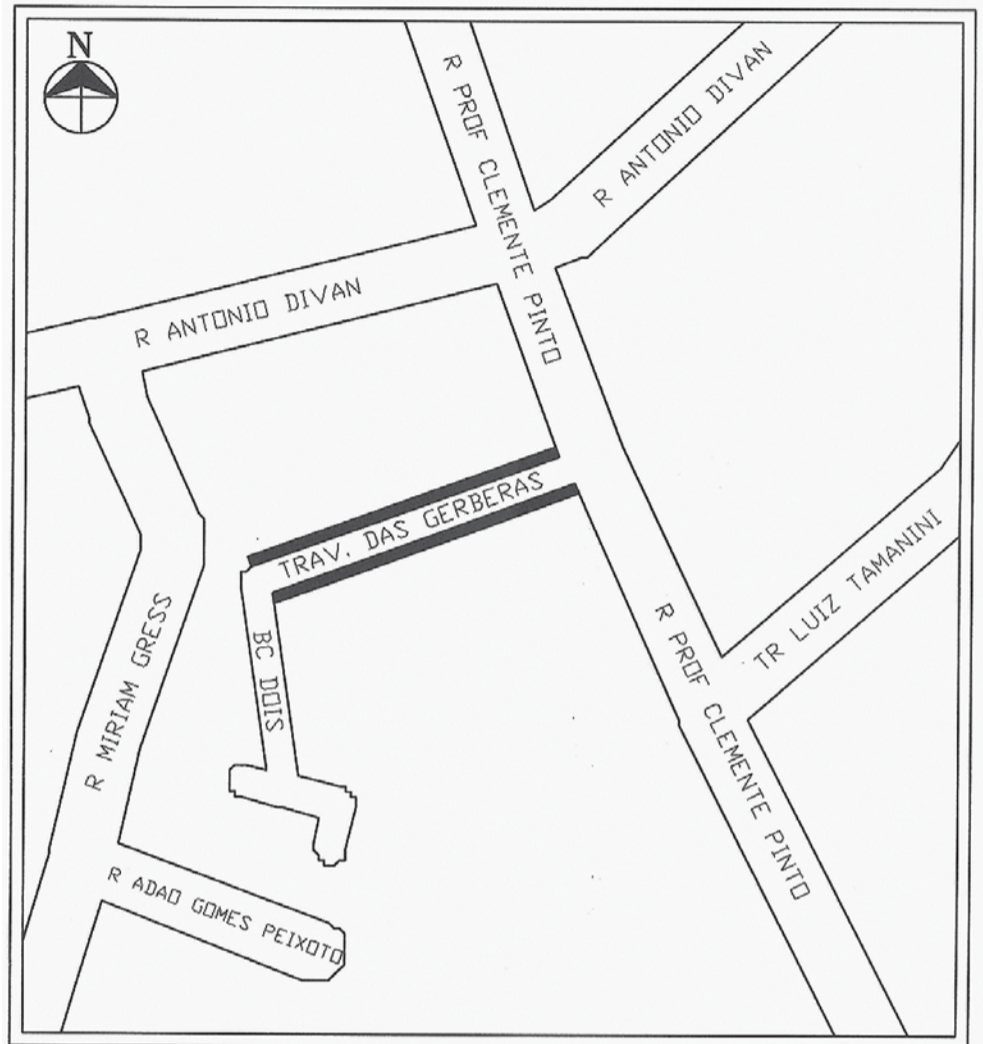 N
R PROF CLEMENTE PINTO
R ANTONIO DIVAN
R ANTONIO DIVAN
TRAV. DAS GERBERAS
TR LUIZ TAMANINI
BC DOIS
R MIRIAM GRESS
R PROF CLEMENTE PINTO
R ADAO GOMES PEIXOTO